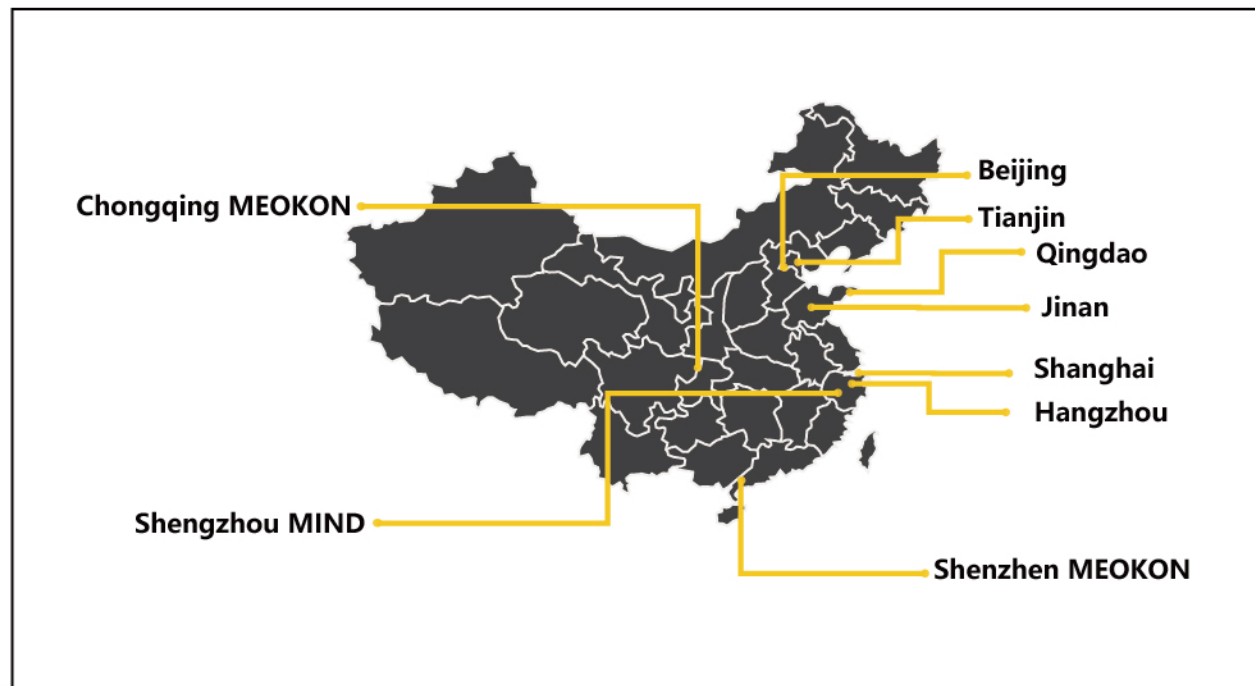 Beijing
Chongqing MEOKON
Tianjin
Qingdao
Jinan
Shanghai
Hangzhou
Shengzhou MIND
Shenzhen MEOKON